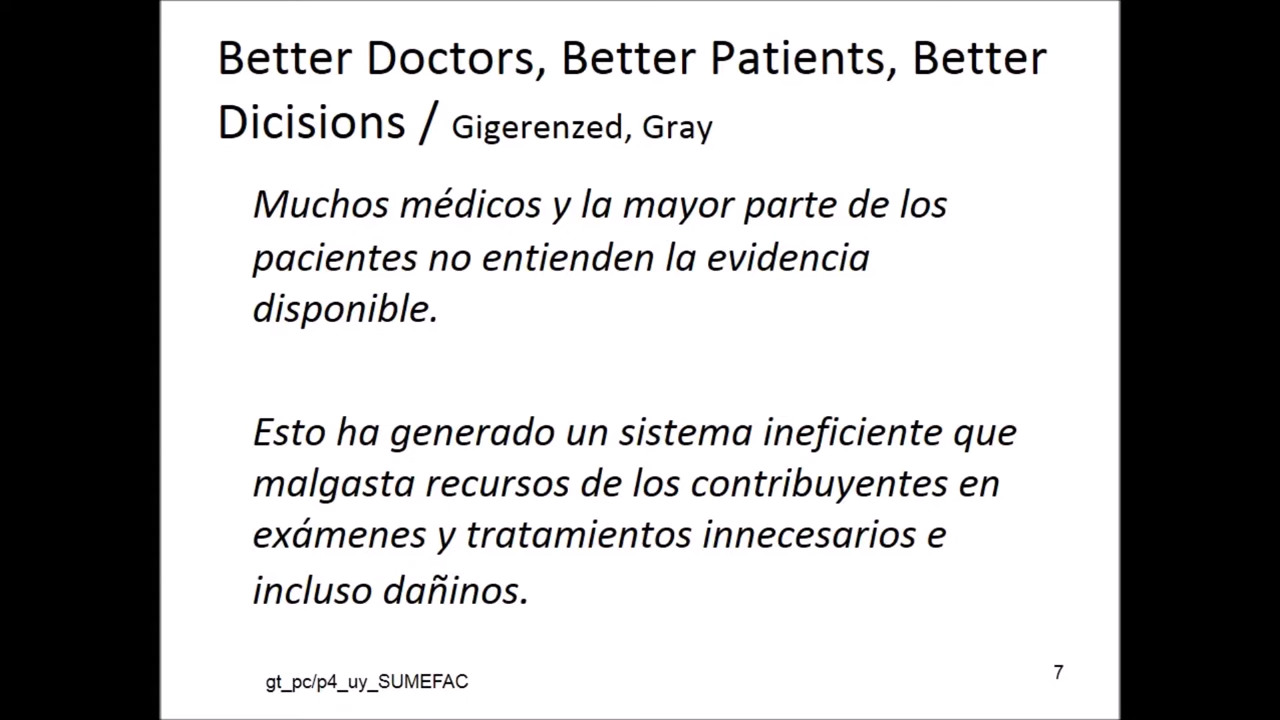 Better Doctors, Better Patients, Better
Dicisions / Gigerenzed, Gray
Muchos médicos y la mayor parte de los
pacientes no entienden la evidencia
disponible.
Esto ha generado un sistema ineficiente que
malgasta recursos de los contribuyentes en
exámenes y tratamientos innecesarios e
incluso dañinos.
gt_pc/p4_uy_SUMEFAC
7